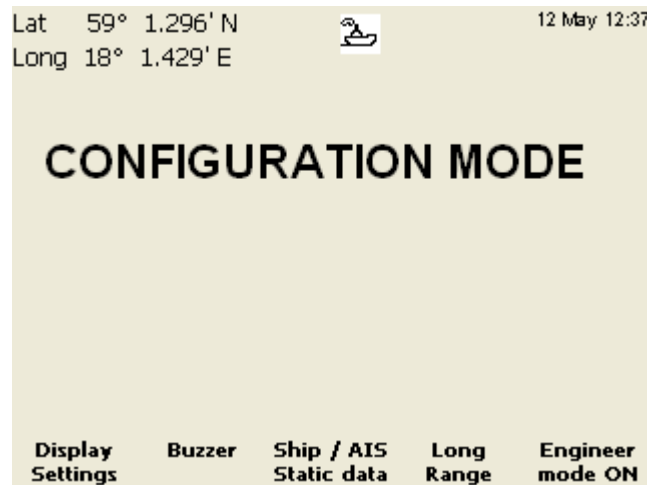 Lat 59° 1.296' N
12 May 12:37
Long 18° 1.429' E
CONFIGURATION MODE
Display Settings
Buzzer
Ship / AIS Static data
Long Range
Engineer mode ON